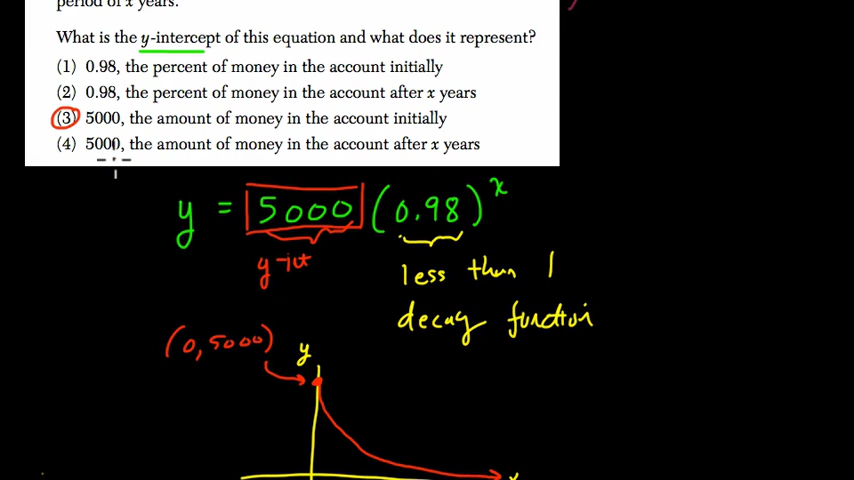 period of x years.
What is the y-intercept of this equation and what does it represent?
(1) 0.98, the percent of money in the account initially
(2) 0.98, the percent of money in the account after x years
(3) 5000, the amount of money in the account initially
(4) 5000, the amount of money in the account after x years
y = 5000 (0.98)^x
y-int
less than 1
decay function
(0, 5000)
y
x